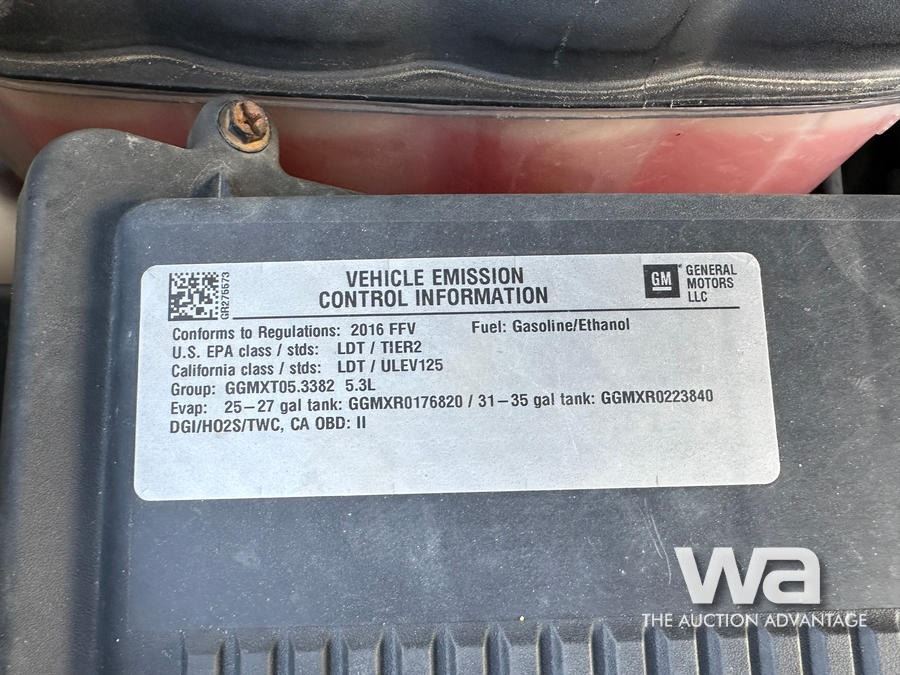 VEHICLE EMISSION
CONTROL INFORMATION
GM
GENERAL
MOTORS
LLC
GR275573
Conforms to Regulations: 2016 FFV Fuel: Gasoline/Ethanol
U.S. EPA class / stds: LDT / TIER2
California class / stds: LDT / ULEV125
Group: GGMXT05.3382 5.3L
Evap: 25–27 gal tank: GGMXR0176820 / 31–35 gal tank: GGMXR0223840
DGI/HO2S/TWC, CA OBD: II
wa
THE AUCTION ADVANTAGE